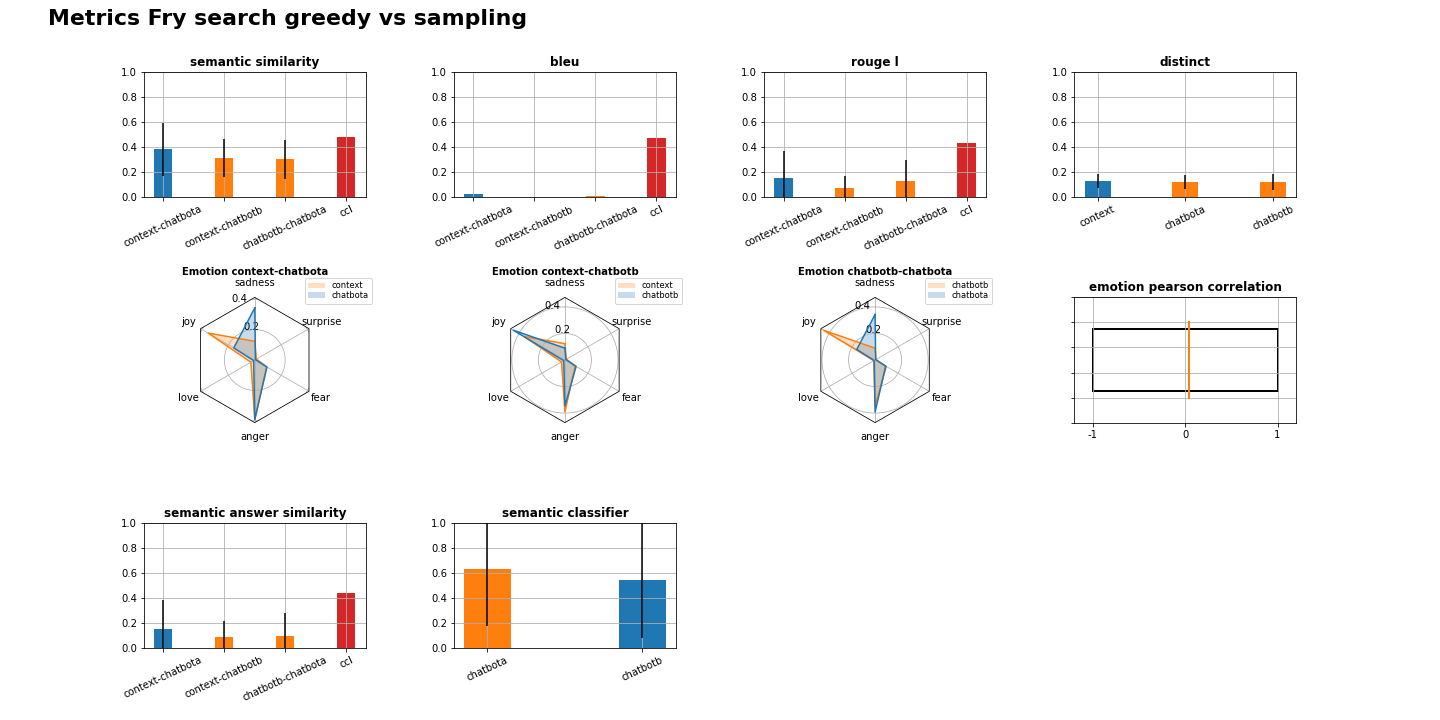 Metrics Fry search greedy vs sampling
semantic similarity
1.0
0.8
0.6
0.4
0.2
0.0
context-chatbota
context-chatbotb
chatbotb-chatbota
ccl
bleu
1.0
0.8
0.6
0.4
0.2
0.0
context-chatbota
context-chatbotb
chatbotb-chatbota
ccl
rouge l
1.0
0.8
0.6
0.4
0.2
0.0
context-chatbota
context-chatbotb
chatbotb-chatbota
ccl
distinct
1.0
0.8
0.6
0.4
0.2
0.0
context
chatbota
chatbotb
Emotion context-chatbota
sadness
context
chatbota
0.4
0.2
joy
surprise
love
fear
anger
Emotion context-chatbotb
sadness
context
chatbotb
0.4
0.2
joy
surprise
love
fear
anger
Emotion chatbotb-chatbota
sadness
chatbotb
chatbota
0.4
0.2
joy
surprise
love
fear
anger
emotion pearson correlation
-1
0
1
semantic answer similarity
1.0
0.8
0.6
0.4
0.2
0.0
context-chatbota
context-chatbotb
chatbotb-chatbota
ccl
semantic classifier
1.0
0.8
0.6
0.4
0.2
0.0
chatbota
chatbotb